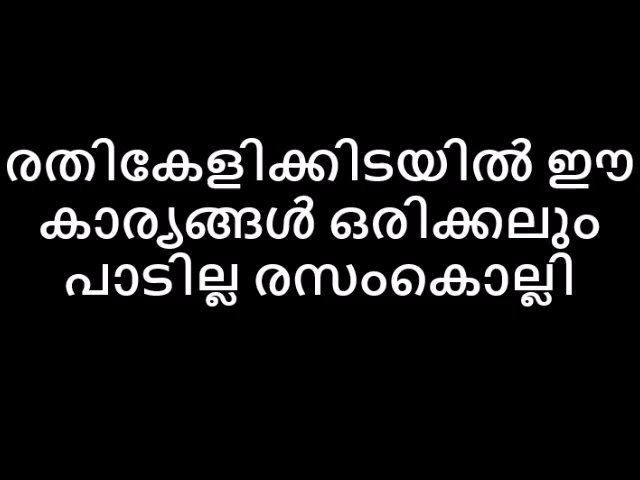 രതികേളിക്കിടയിൽ ഈ
കാര്യങ്ങൾ ഒരിക്കലും
പാടില്ല രസംകൊല്ലി